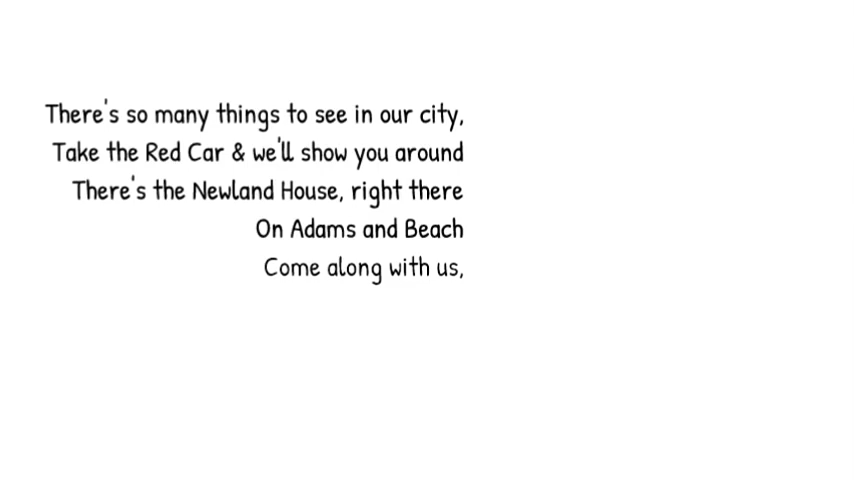 There's so many things to see in our city,
Take the Red Car & we'll show you around
There's the Newland House, right there
On Adams and Beach
Come along with us,